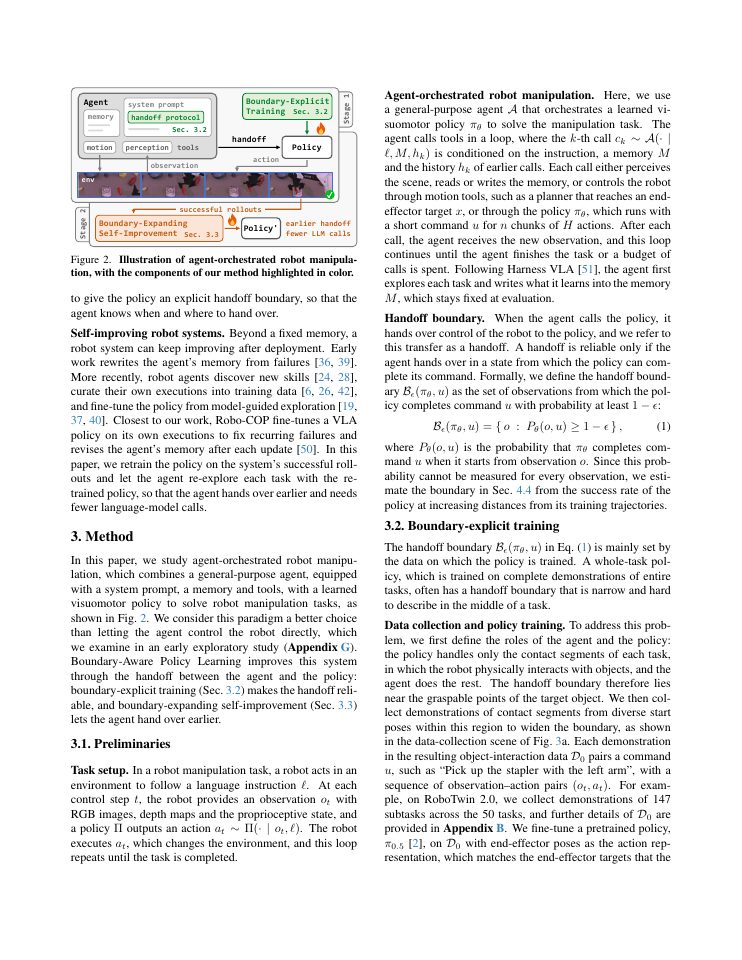 Agent
memory
system prompt
handoff protocol
Sec. 3.2
motion
perception
tools
observation
env
Boundary-Explicit
Training Sec. 3.2
Stage 1
handoff
Policy
action
successful rollouts
Stage 2
Boundary-Expanding
Self-Improvement Sec. 3.3
Policy'
earlier handoff
fewer LLM calls
Figure 2. Illustration of agent-orchestrated robot manipula-
tion, with the components of our method highlighted in color.
to give the policy an explicit handoff boundary, so that the
agent knows when and where to hand over.
Self-improving robot systems. Beyond a fixed memory, a
robot system can keep improving after deployment. Early
work rewrites the agent's memory from failures [36, 39].
More recently, robot agents discover new skills [24, 28],
curate their own executions into training data [6, 26, 42],
and fine-tune the policy from model-guided exploration [19,
37, 40]. Closest to our work, Robo-COP fine-tunes a VLA
policy on its own executions to fix recurring failures and
revises the agent's memory after each update [50]. In this
paper, we retrain the policy on the system's successful roll-
outs and let the agent re-explore each task with the re-
trained policy, so that the agent hands over earlier and needs
fewer language-model calls.
3. Method
In this paper, we study agent-orchestrated robot manipu-
lation, which combines a general-purpose agent, equipped
with a system prompt, a memory and tools, with a learned
visuomotor policy to solve robot manipulation tasks, as
shown in Fig. 2. We consider this paradigm a better choice
than letting the agent control the robot directly, which
we examine in an early exploratory study (Appendix G).
Boundary-Aware Policy Learning improves this system
through the handoff between the agent and the policy:
boundary-explicit training (Sec. 3.2) makes the handoff reli-
able, and boundary-expanding self-improvement (Sec. 3.3)
lets the agent hand over earlier.
3.1. Preliminaries
Task setup. In a robot manipulation task, a robot acts in an
environment to follow a language instruction ℓ. At each
control step t, the robot provides an observation o_t with
RGB images, depth maps and the proprioceptive state, and
a policy Π outputs an action a_t ∼ Π(· | o_t, ℓ). The robot
executes a_t, which changes the environment, and this loop
repeats until the task is completed.
Agent-orchestrated robot manipulation. Here, we use
a general-purpose agent 𝒜 that orchestrates a learned vi-
suomotor policy π_θ to solve the manipulation task. The
agent calls tools in a loop, where the k-th call c_k ∼ 𝒜(· |
ℓ, M, h_k) is conditioned on the instruction, a memory M
and the history h_k of earlier calls. Each call either perceives
the scene, reads or writes the memory, or controls the robot
through motion tools, such as a planner that reaches an end-
effector target x, or through the policy π_θ, which runs with
a short command u for n chunks of H actions. After each
call, the agent receives the new observation, and this loop
continues until the agent finishes the task or a budget of
calls is spent. Following Harness VLA [51], the agent first
explores each task and writes what it learns into the memory
M, which stays fixed at evaluation.
Handoff boundary. When the agent calls the policy, it
hands over control of the robot to the policy, and we refer to
this transfer as a handoff. A handoff is reliable only if the
agent hands over in a state from which the policy can com-
plete its command. Formally, we define the handoff bound-
ary ℬ_ϵ(π_θ, u) as the set of observations from which the pol-
icy completes command u with probability at least 1 − ϵ:
ℬ_ϵ(π_θ, u) = { o : P_θ(o, u) ≥ 1 − ϵ } , (1)
where P_θ(o, u) is the probability that π_θ completes com-
mand u when it starts from observation o. Since this prob-
ability cannot be measured for every observation, we esti-
mate the boundary in Sec. 4.4 from the success rate of the
policy at increasing distances from its training trajectories.
3.2. Boundary-explicit training
The handoff boundary ℬ_ϵ(π_θ, u) in Eq. (1) is mainly set by
the data on which the policy is trained. A whole-task pol-
icy, which is trained on complete demonstrations of entire
tasks, often has a handoff boundary that is narrow and hard
to describe in the middle of a task.
Data collection and policy training. To address this prob-
lem, we first define the roles of the agent and the policy:
the policy handles only the contact segments of each task,
in which the robot physically interacts with objects, and the
agent does the rest. The handoff boundary therefore lies
near the graspable points of the target object. We then col-
lect demonstrations of contact segments from diverse start
poses within this region to widen the boundary, as shown
in the data-collection scene of Fig. 3a. Each demonstration
in the resulting object-interaction data 𝒟_0 pairs a command
u, such as “Pick up the stapler with the left arm”, with a
sequence of observation–action pairs (o_t, a_t). For exam-
ple, on RoboTwin 2.0, we collect demonstrations of 147
subtasks across the 50 tasks, and further details of 𝒟_0 are
provided in Appendix B. We fine-tune a pretrained policy,
π_0.5 [2], on 𝒟_0 with end-effector poses as the action rep-
resentation, which matches the end-effector targets that the